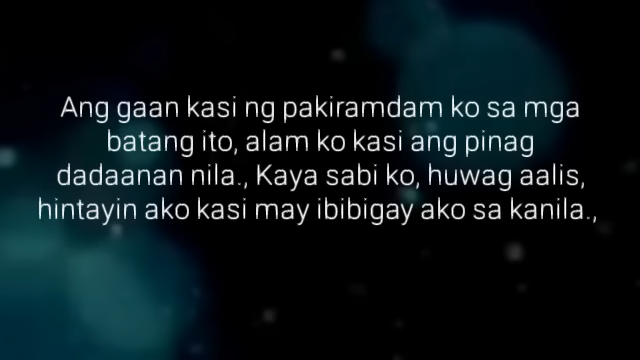 Ang gaan kasi ng pakiramdam ko sa mga
batang ito, alam ko kasi ang pinag
dadaanan nila., Kaya sabi ko, huwag aalis,
hintayin ako kasi may ibibigay ako sa kanila.,